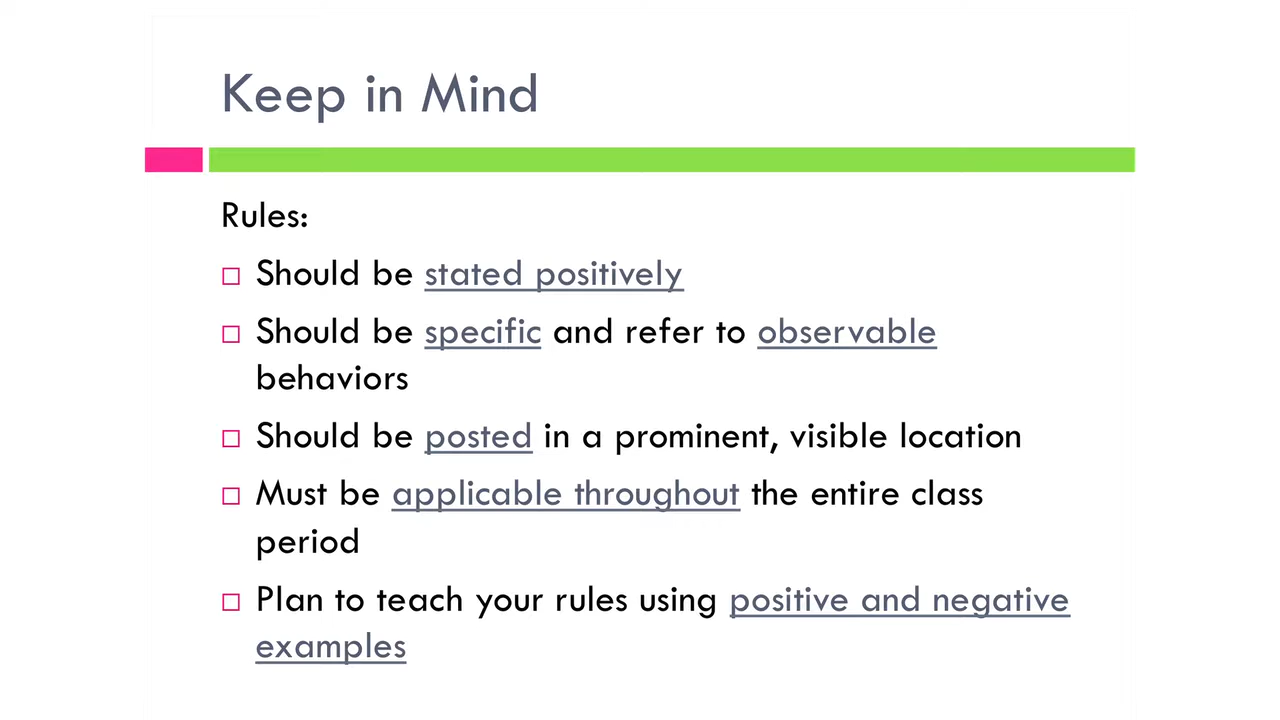 Keep in Mind
Rules:
Should be stated positively
Should be specific and refer to observable
behaviors
Should be posted in a prominent, visible location
Must be applicable throughout the entire class
period
Plan to teach your rules using positive and negative
examples